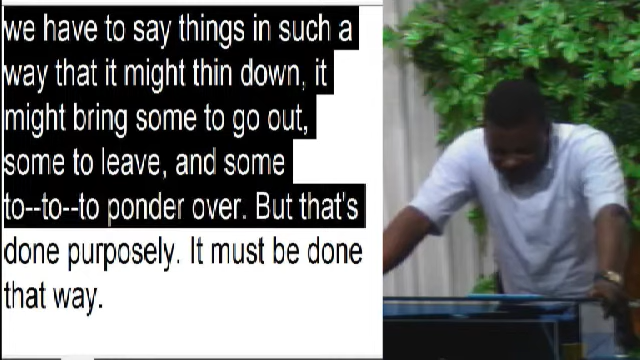 we have to say things in such a
way that it might thin down, it
might bring some to go out,
some to leave, and some
to--to--to ponder over. But that's
done purposely. It must be done
that way.